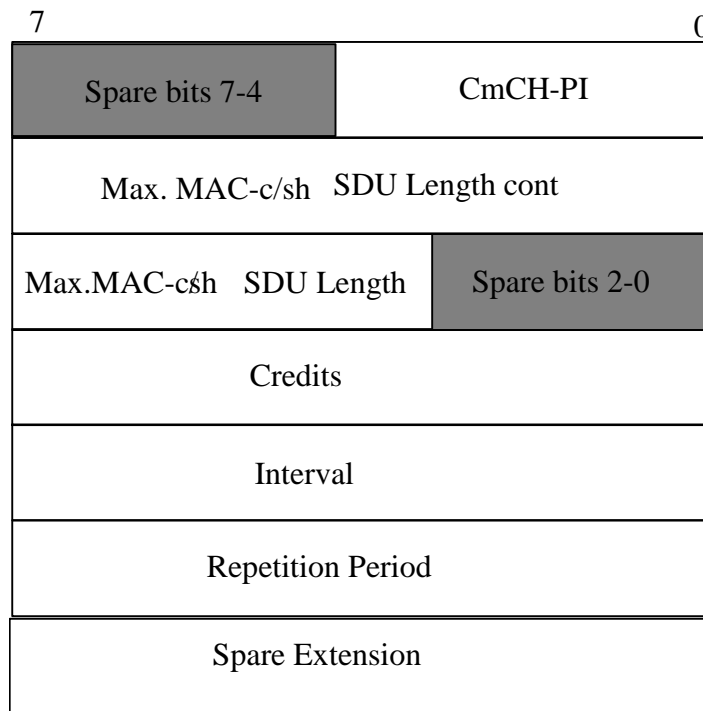 7 0
Spare bits 7-4 CmCH-PI
Max. MAC-c/sh SDU Length cont
Max.MAC-c/sh SDU Length Spare bits 2-0
Credits
Interval
Repetition Period
Spare Extension